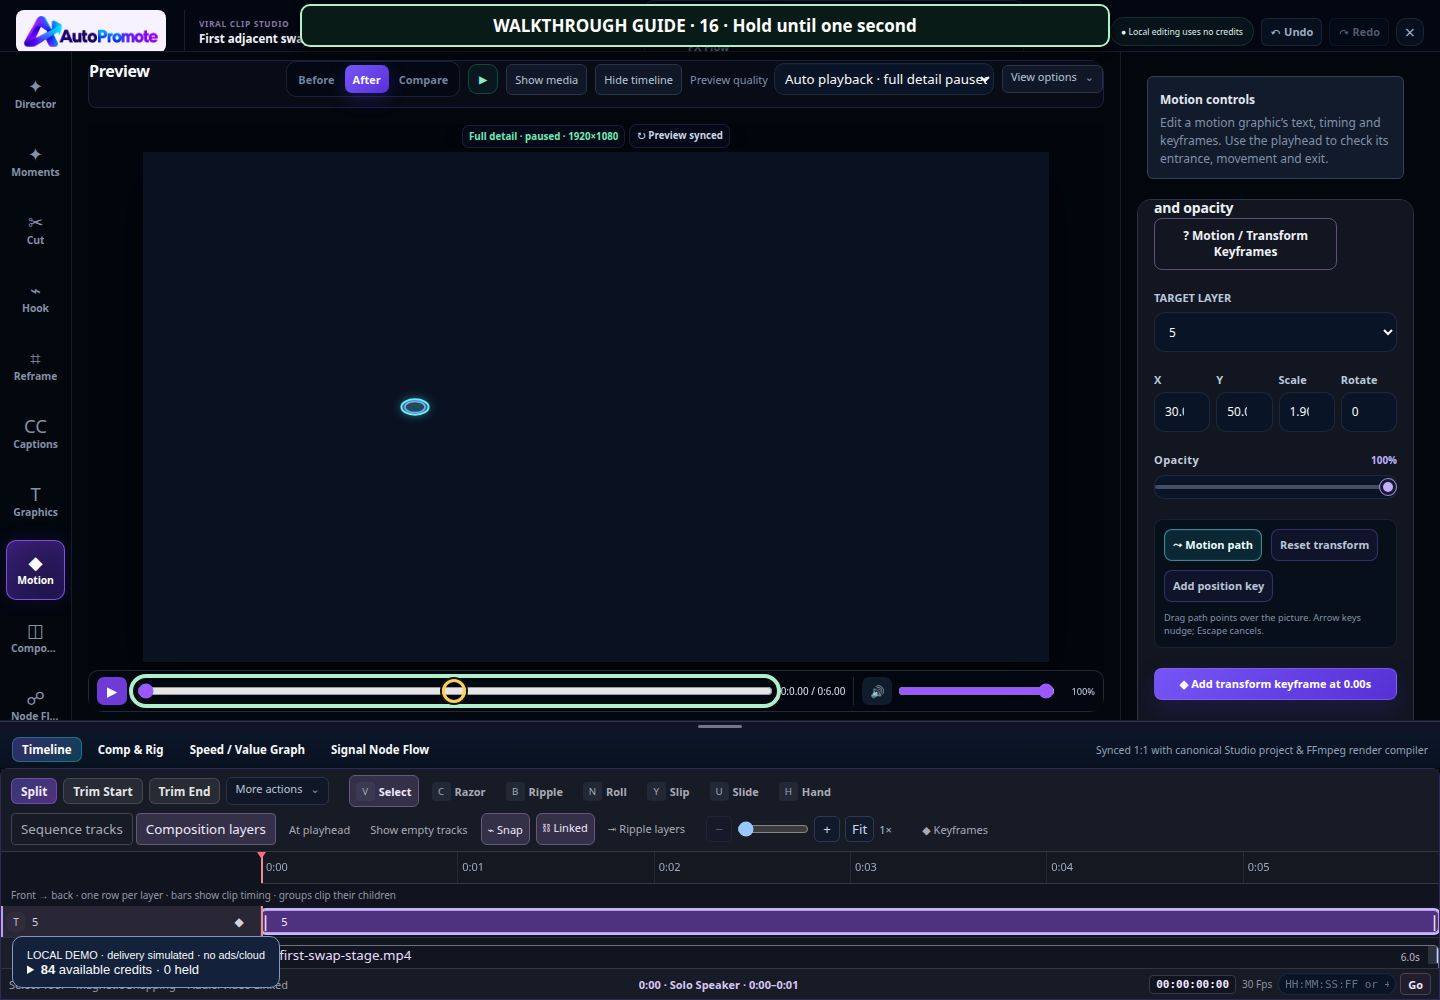 AutoPromote
VIRAL CLIP STUDIO
First adjacent swa
WALKTHROUGH GUIDE · 16 · Hold until one second
● Local editing uses no credits
↶ Undo
↷ Redo
✕
Preview
Before
After
Compare
▶
Show media
Hide timeline
Preview quality
Auto playback · full detail paused
View options
Full detail · paused · 1920×1080
↻ Preview synced
Director
Moments
Cut
Hook
Reframe
CC
Captions
T
Graphics
Motion
Compo...
Node Fl...
Motion controls
Edit a motion graphic's text, timing and
keyframes. Use the playhead to check its
entrance, movement and exit.
and opacity
? Motion / Transform
Keyframes
TARGET LAYER
5
X
Y
Scale
Rotate
30.(
50.(
1.9(
0
Opacity
100%
⤳ Motion path
Reset transform
Add position key
Drag path points over the picture. Arrow keys
nudge; Escape cancels.
◆ Add transform keyframe at 0.00s
0:0.00 / 0:6.00
100%
Timeline
Comp & Rig
Speed / Value Graph
Signal Node Flow
Synced 1:1 with canonical Studio project & FFmpeg render compiler
Split
Trim Start
Trim End
More actions
V Select
C Razor
B Ripple
N Roll
Y Slip
U Slide
H Hand
Sequence tracks
Composition layers
At playhead
Show empty tracks
Snap
Linked
⇥ Ripple layers
−
+
Fit
1×
◆ Keyframes
0:00
0:01
0:02
0:03
0:04
0:05
Front → back · one row per layer · bars show clip timing · groups clip their children
T 5
◆
5
first-swap-stage.mp4
6.0s
LOCAL DEMO · delivery simulated · no ads/cloud
▶ 84 available credits · 0 held
0:00 · Solo Speaker · 0:00–0:01
00:00:00:00
30 Fps
HH:MM:SS:FF or +
Go